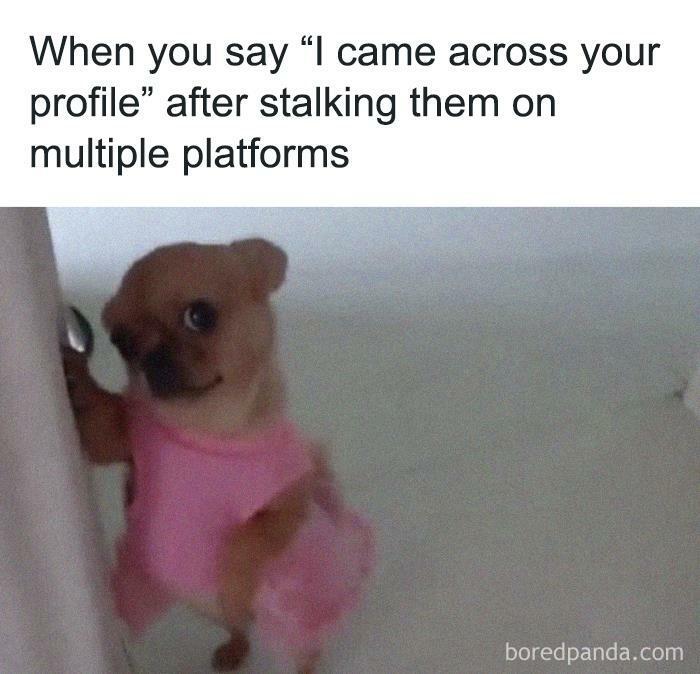 When you say “I came across your
profile” after stalking them on
multiple platforms
boredpanda.com